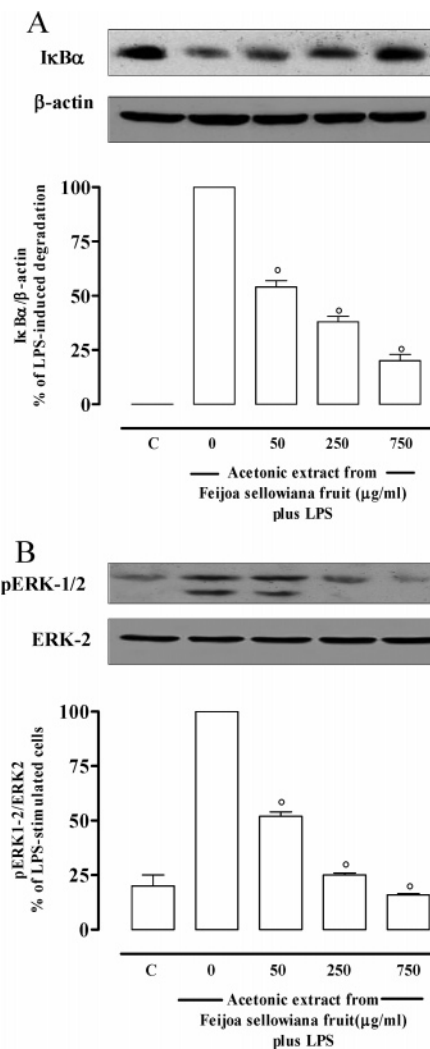 A
IκBα
β-actin
100
75
50
25
0
IκBα/β-actin
% of LPS-induced degradation
C 0 50 250 750
Acetonic extract from
Feijoa sellowiana fruit (μg/ml)
plus LPS
B
pERK-1/2
ERK-2
100
75
50
25
0
pERK1-2/ERK2
% of LPS-stimulated cells
C 0 50 250 750
Acetonic extract from
Feijoa sellowiana fruit(μg/ml)
plus LPS